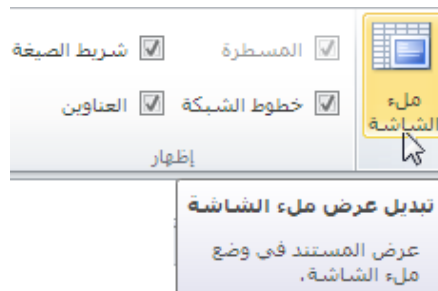 ملء
الشاشة
المسطرة
شريط الصيغة
خطوط الشبكة
العناوين
إظهار
تبديل عرض ملء الشاشة
عرض المستند في وضع
ملء الشاشة.